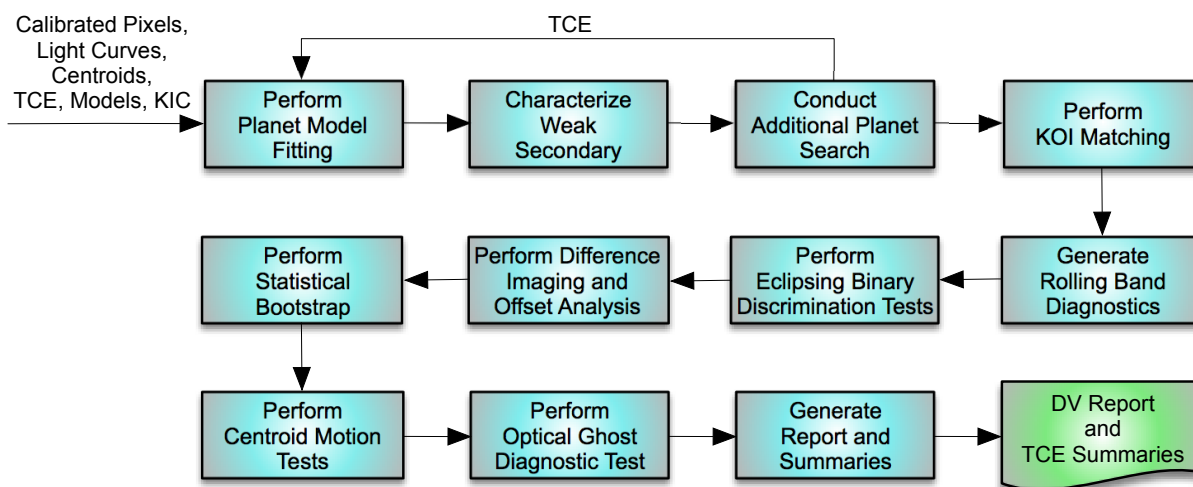 Calibrated Pixels,
Light Curves,
Centroids,
TCE, Models, KIC
TCE
Perform
Planet Model
Fitting
Characterize
Weak
Secondary
Conduct
Additional Planet
Search
Perform
KOI Matching
Generate
Rolling Band
Diagnostics
Perform
Eclipsing Binary
Discrimination Tests
Perform Difference
Imaging and
Offset Analysis
Perform
Statistical
Bootstrap
Perform
Centroid Motion
Tests
Perform
Optical Ghost
Diagnostic Test
Generate
Report and
Summaries
DV Report
and
TCE Summaries